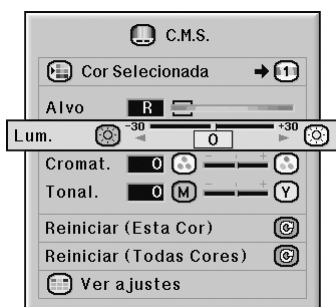 C.M.S.
Cor Selecionada 1
Alvo R
Lum. -30 0 +30
Cromat. 0
Tonal. 0 M Y
Reiniciar (Esta Cor)
Reiniciar (Todas Cores)
Ver ajustes